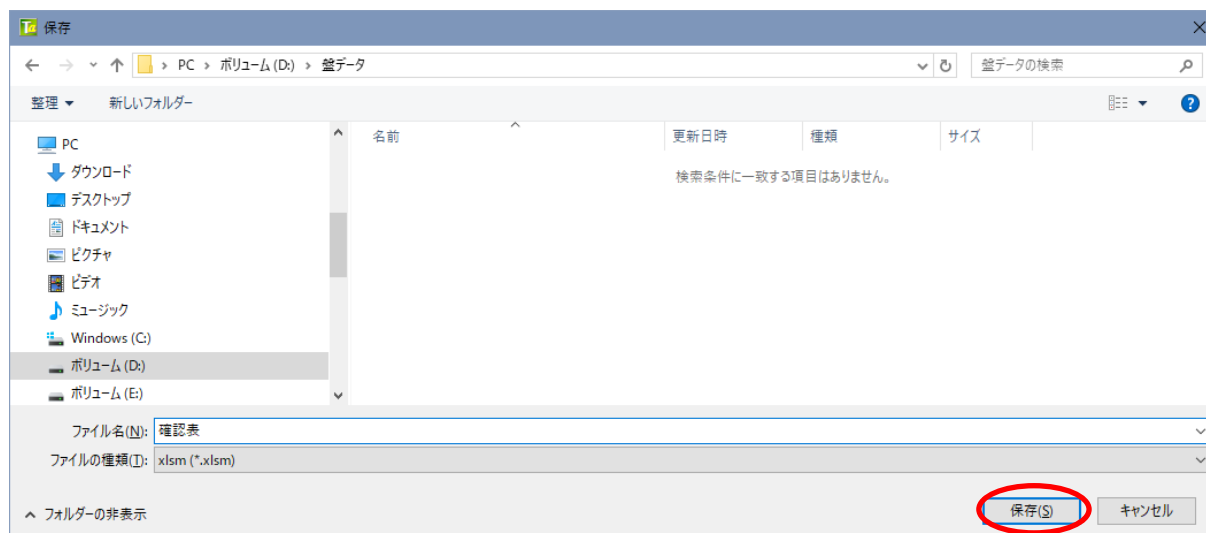 Ta 保存
PC › ボリューム (D:) › 盤データ
盤データの検索
整理 新しいフォルダー
名前 更新日時 種類 サイズ
検索条件に一致する項目はありません。
PC
ダウンロード
デスクトップ
ドキュメント
ピクチャ
ビデオ
ミュージック
Windows (C:)
ボリューム (D:)
ボリューム (E:)
ファイル名(N): 確認表
ファイルの種類(T): xlsm (*.xlsm)
フォルダーの非表示
保存(S) キャンセル